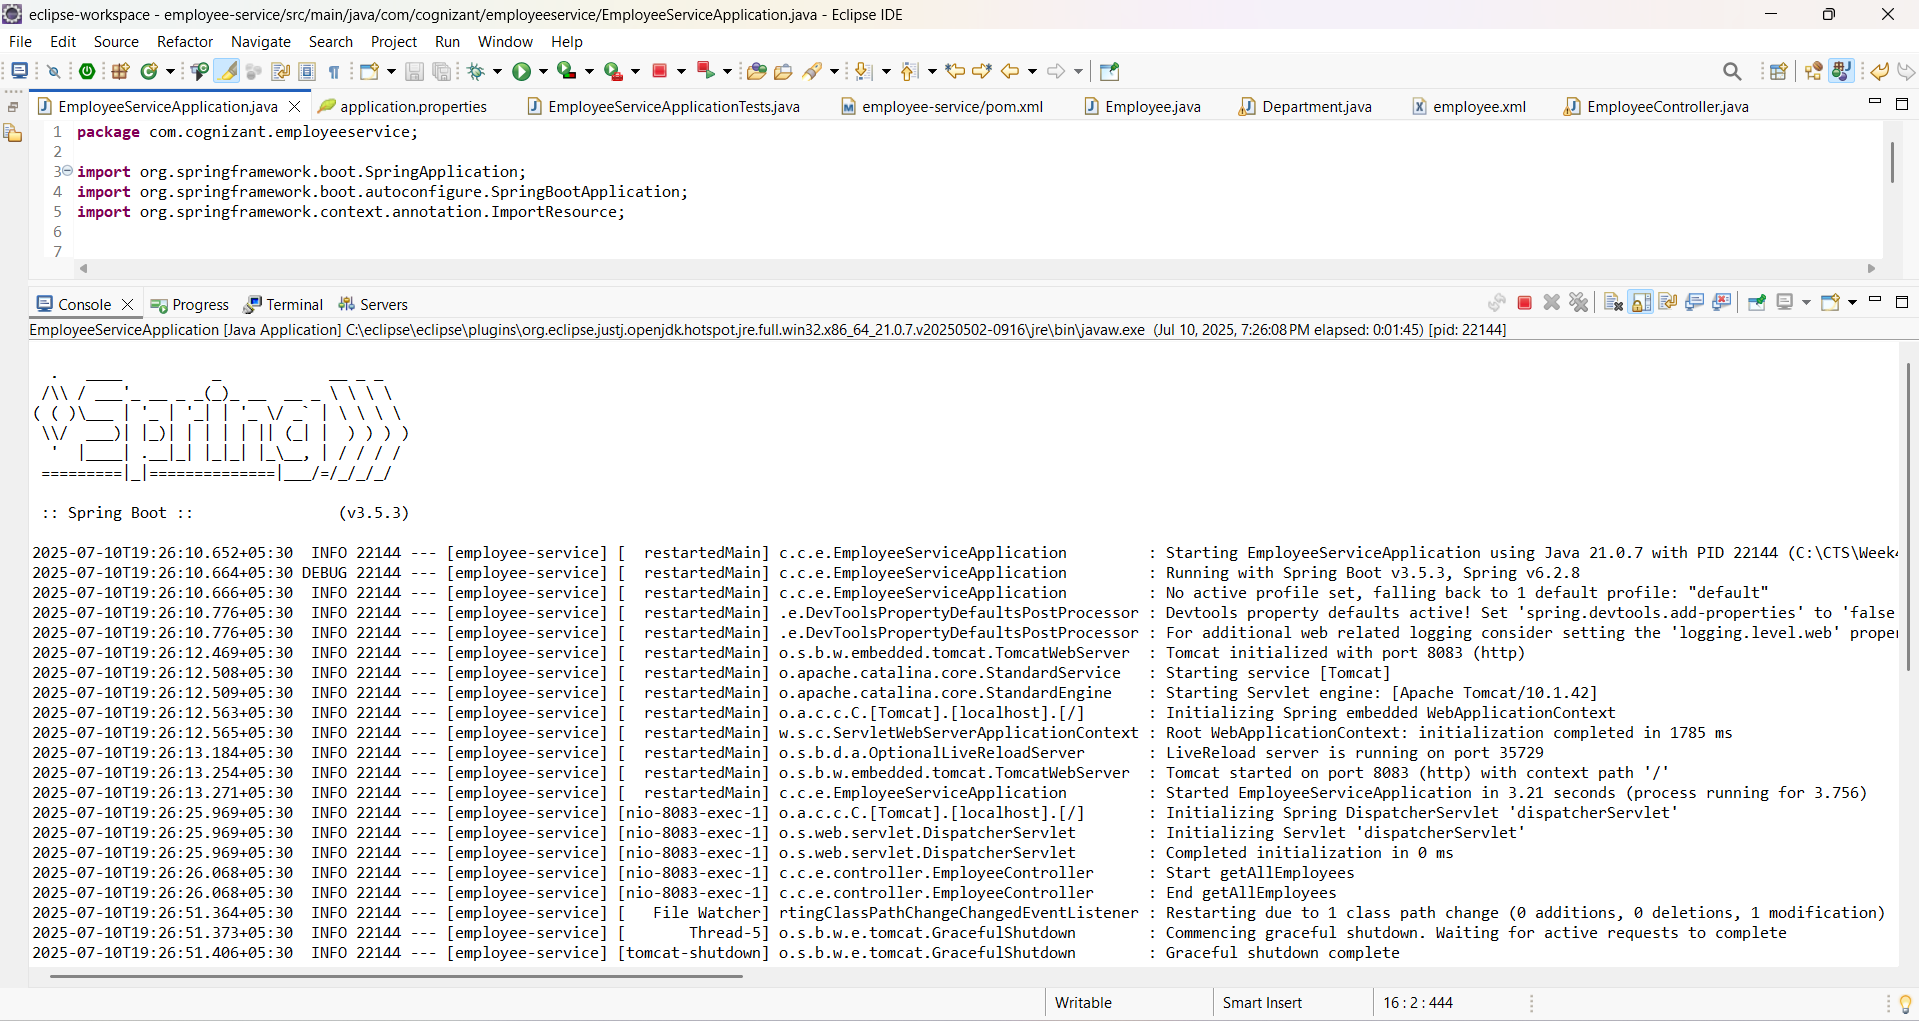 eclipse-workspace - employee-service/src/main/java/com/cognizant/employeeservice/EmployeeServiceApplication.java - Eclipse IDE
File Edit Source Refactor Navigate Search Project Run Window Help
EmployeeServiceApplication.java application.properties EmployeeServiceApplicationTests.java employee-service/pom.xml Employee.java Department.java employee.xml EmployeeController.java
1 package com.cognizant.employeeservice;
2
3 import org.springframework.boot.SpringApplication;
4 import org.springframework.boot.autoconfigure.SpringBootApplication;
5 import org.springframework.context.annotation.ImportResource;
6
7
Console Progress Terminal Servers
EmployeeServiceApplication [Java Application] C:\eclipse\eclipse\plugins\org.eclipse.justj.openjdk.hotspot.jre.full.win32.x86_64_21.0.7.v20250502-0916\jre\bin\javaw.exe (Jul 10, 2025, 7:26:08 PM elapsed: 0:01:45) [pid: 22144]
Spring
:: Spring Boot :: (v3.5.3)
2025-07-10T19:26:10.652+05:30 INFO 22144 --- [employee-service] [ restartedMain] c.c.e.EmployeeServiceApplication : Starting EmployeeServiceApplication using Java 21.0.7 with PID 22144 (C:\CTS\Week4
2025-07-10T19:26:10.664+05:30 DEBUG 22144 --- [employee-service] [ restartedMain] c.c.e.EmployeeServiceApplication : Running with Spring Boot v3.5.3, Spring v6.2.8
2025-07-10T19:26:10.666+05:30 INFO 22144 --- [employee-service] [ restartedMain] c.c.e.EmployeeServiceApplication : No active profile set, falling back to 1 default profile: "default"
2025-07-10T19:26:10.776+05:30 INFO 22144 --- [employee-service] [ restartedMain] .e.DevToolsPropertyDefaultsPostProcessor : Devtools property defaults active! Set 'spring.devtools.add-properties' to 'false
2025-07-10T19:26:10.776+05:30 INFO 22144 --- [employee-service] [ restartedMain] .e.DevToolsPropertyDefaultsPostProcessor : For additional web related logging consider setting the 'logging.level.web' proper
2025-07-10T19:26:12.469+05:30 INFO 22144 --- [employee-service] [ restartedMain] o.s.b.w.embedded.tomcat.TomcatWebServer : Tomcat initialized with port 8083 (http)
2025-07-10T19:26:12.508+05:30 INFO 22144 --- [employee-service] [ restartedMain] o.apache.catalina.core.StandardService : Starting service [Tomcat]
2025-07-10T19:26:12.509+05:30 INFO 22144 --- [employee-service] [ restartedMain] o.apache.catalina.core.StandardEngine : Starting Servlet engine: [Apache Tomcat/10.1.42]
2025-07-10T19:26:12.563+05:30 INFO 22144 --- [employee-service] [ restartedMain] o.a.c.c.C.[Tomcat].[localhost].[/] : Initializing Spring embedded WebApplicationContext
2025-07-10T19:26:12.565+05:30 INFO 22144 --- [employee-service] [ restartedMain] w.s.c.ServletWebServerApplicationContext : Root WebApplicationContext: initialization completed in 1785 ms
2025-07-10T19:26:13.184+05:30 INFO 22144 --- [employee-service] [ restartedMain] o.s.b.d.a.OptionalLiveReloadServer : LiveReload server is running on port 35729
2025-07-10T19:26:13.254+05:30 INFO 22144 --- [employee-service] [ restartedMain] o.s.b.w.embedded.tomcat.TomcatWebServer : Tomcat started on port 8083 (http) with context path '/'
2025-07-10T19:26:13.271+05:30 INFO 22144 --- [employee-service] [ restartedMain] c.c.e.EmployeeServiceApplication : Started EmployeeServiceApplication in 3.21 seconds (process running for 3.756)
2025-07-10T19:26:25.969+05:30 INFO 22144 --- [employee-service] [nio-8083-exec-1] o.a.c.c.C.[Tomcat].[localhost].[/] : Initializing Spring DispatcherServlet 'dispatcherServlet'
2025-07-10T19:26:25.969+05:30 INFO 22144 --- [employee-service] [nio-8083-exec-1] o.s.web.servlet.DispatcherServlet : Initializing Servlet 'dispatcherServlet'
2025-07-10T19:26:25.969+05:30 INFO 22144 --- [employee-service] [nio-8083-exec-1] o.s.web.servlet.DispatcherServlet : Completed initialization in 0 ms
2025-07-10T19:26:26.068+05:30 INFO 22144 --- [employee-service] [nio-8083-exec-1] c.c.e.controller.EmployeeController : Start getAllEmployees
2025-07-10T19:26:26.068+05:30 INFO 22144 --- [employee-service] [nio-8083-exec-1] c.c.e.controller.EmployeeController : End getAllEmployees
2025-07-10T19:26:51.364+05:30 INFO 22144 --- [employee-service] [ File Watcher] rtingClassPathChangeChangedEventListener : Restarting due to 1 class path change (0 additions, 0 deletions, 1 modification)
2025-07-10T19:26:51.373+05:30 INFO 22144 --- [employee-service] [ Thread-5] o.s.b.w.e.tomcat.GracefulShutdown : Commencing graceful shutdown. Waiting for active requests to complete
2025-07-10T19:26:51.406+05:30 INFO 22144 --- [employee-service] [tomcat-shutdown] o.s.b.w.e.tomcat.GracefulShutdown : Graceful shutdown complete
Writable Smart Insert 16 : 2 : 444